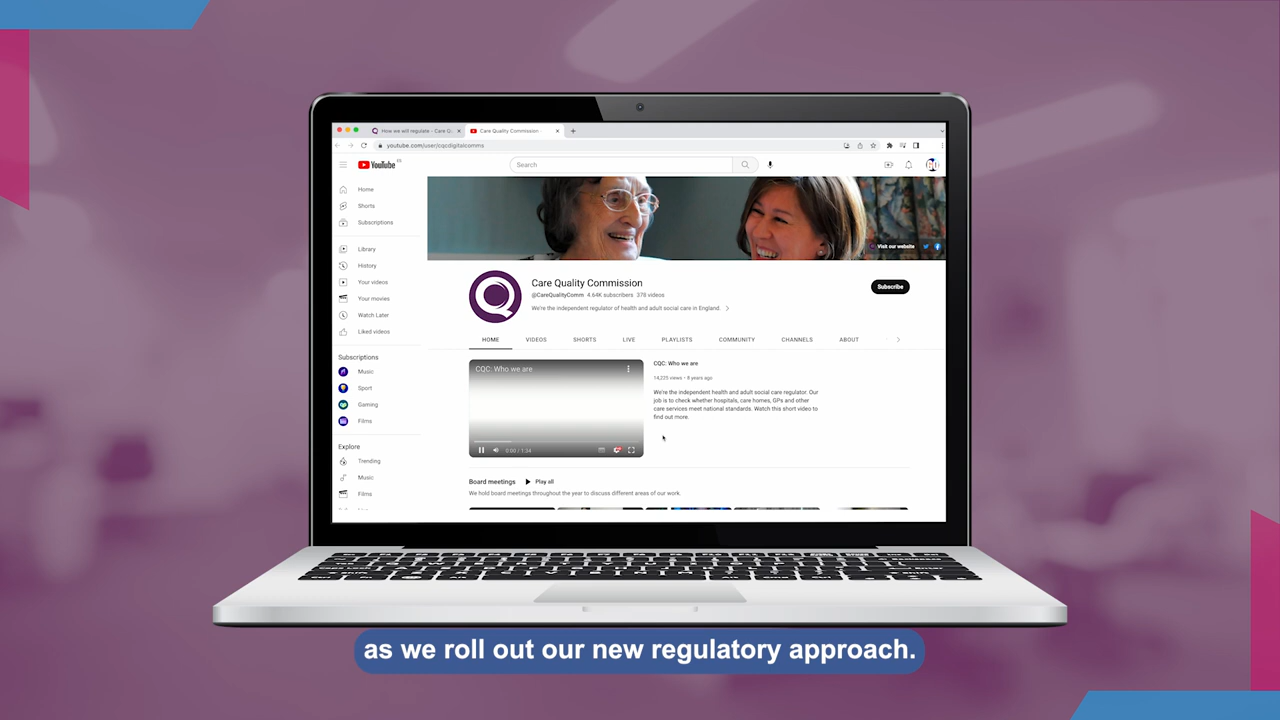 How we will regulate - Care Q
Care Quality Commission -
youtube.com/user/cqcdigitalcomms
YouTube
Search
Home
Shorts
Subscriptions
Library
History
Your videos
Your movies
Watch Later
Liked videos
Subscriptions
Music
Sport
Gaming
Films
Explore
Trending
Music
Films
Visit our website
Care Quality Commission
@CareQualityComm 4.64K subscribers 378 videos
We're the independent regulator of health and adult social care in England.
Subscribe
HOME VIDEOS SHORTS LIVE PLAYLISTS COMMUNITY CHANNELS ABOUT
CQC: Who we are
0:00 / 1:34
CQC: Who we are
14,225 views • 8 years ago
We're the independent health and adult social care regulator. Our
job is to check whether hospitals, care homes, GPs and other
care services meet national standards. Watch this short video to
find out more.
Board meetings Play all
We hold board meetings throughout the year to discuss different areas of our work.
as we roll out our new regulatory approach.